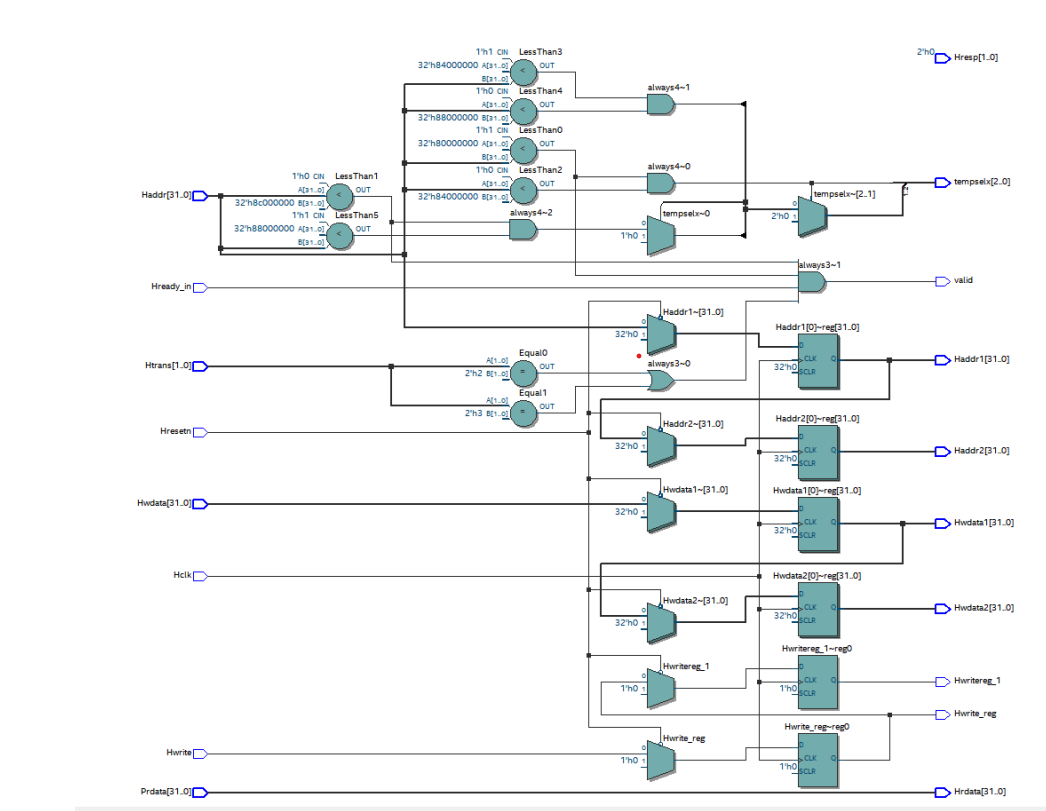 2'h0 Hresp[1..0]
1'h1 CIN LessThan3
32'h84000000 A[31..0] < OUT
B[31..0]
1'h0 CIN LessThan4
A[31..0] < OUT
32'h88000000 B[31..0]
always4~1
1'h1 CIN LessThan0
32'h80000000 A[31..0] < OUT
B[31..0]
1'h0 CIN LessThan2
A[31..0] < OUT
32'h84000000 B[31..0]
always4~0
1'h0 CIN LessThan1
Haddr[31..0] A[31..0] < OUT
32'h8c000000 B[31..0]
1'h1 CIN LessThan5
32'h88000000 A[31..0] < OUT
B[31..0]
always4~2
tempselx~0
1'h0
tempselx~[2..1]
0
2'h0 1
1:2
tempselx[2..0]
always3~1
valid
Hready_in
Haddr1~[31..0]
0
32'h0 1
Haddr1[0]~reg[31..0]
D
CLK Q
32'h0 SCLR
Haddr1[31..0]
Htrans[1..0]
Equal0
A[1..0] = OUT
2'h2 B[1..0]
Equal1
A[1..0] = OUT
2'h3 B[1..0]
always3~0
Hresetn
Haddr2~[31..0]
0
32'h0 1
Haddr2[0]~reg[31..0]
D
CLK Q
32'h0 SCLR
Haddr2[31..0]
Hwdata[31..0]
Hwdata1~[31..0]
0
32'h0 1
Hwdata1[0]~reg[31..0]
D
CLK Q
32'h0 SCLR
Hwdata1[31..0]
Hclk
Hwdata2~[31..0]
0
32'h0 1
Hwdata2[0]~reg[31..0]
D
CLK Q
32'h0 SCLR
Hwdata2[31..0]
Hwritereg_1
0
1'h0 1
Hwritereg_1~reg0
D
CLK Q
1'h0 SCLR
Hwritereg_1
Hwrite_reg
Hwrite
Hwrite_reg
0
1'h0 1
Hwrite_reg~reg0
D
CLK Q
1'h0 SCLR
Prdata[31..0]
Hrdata[31..0]